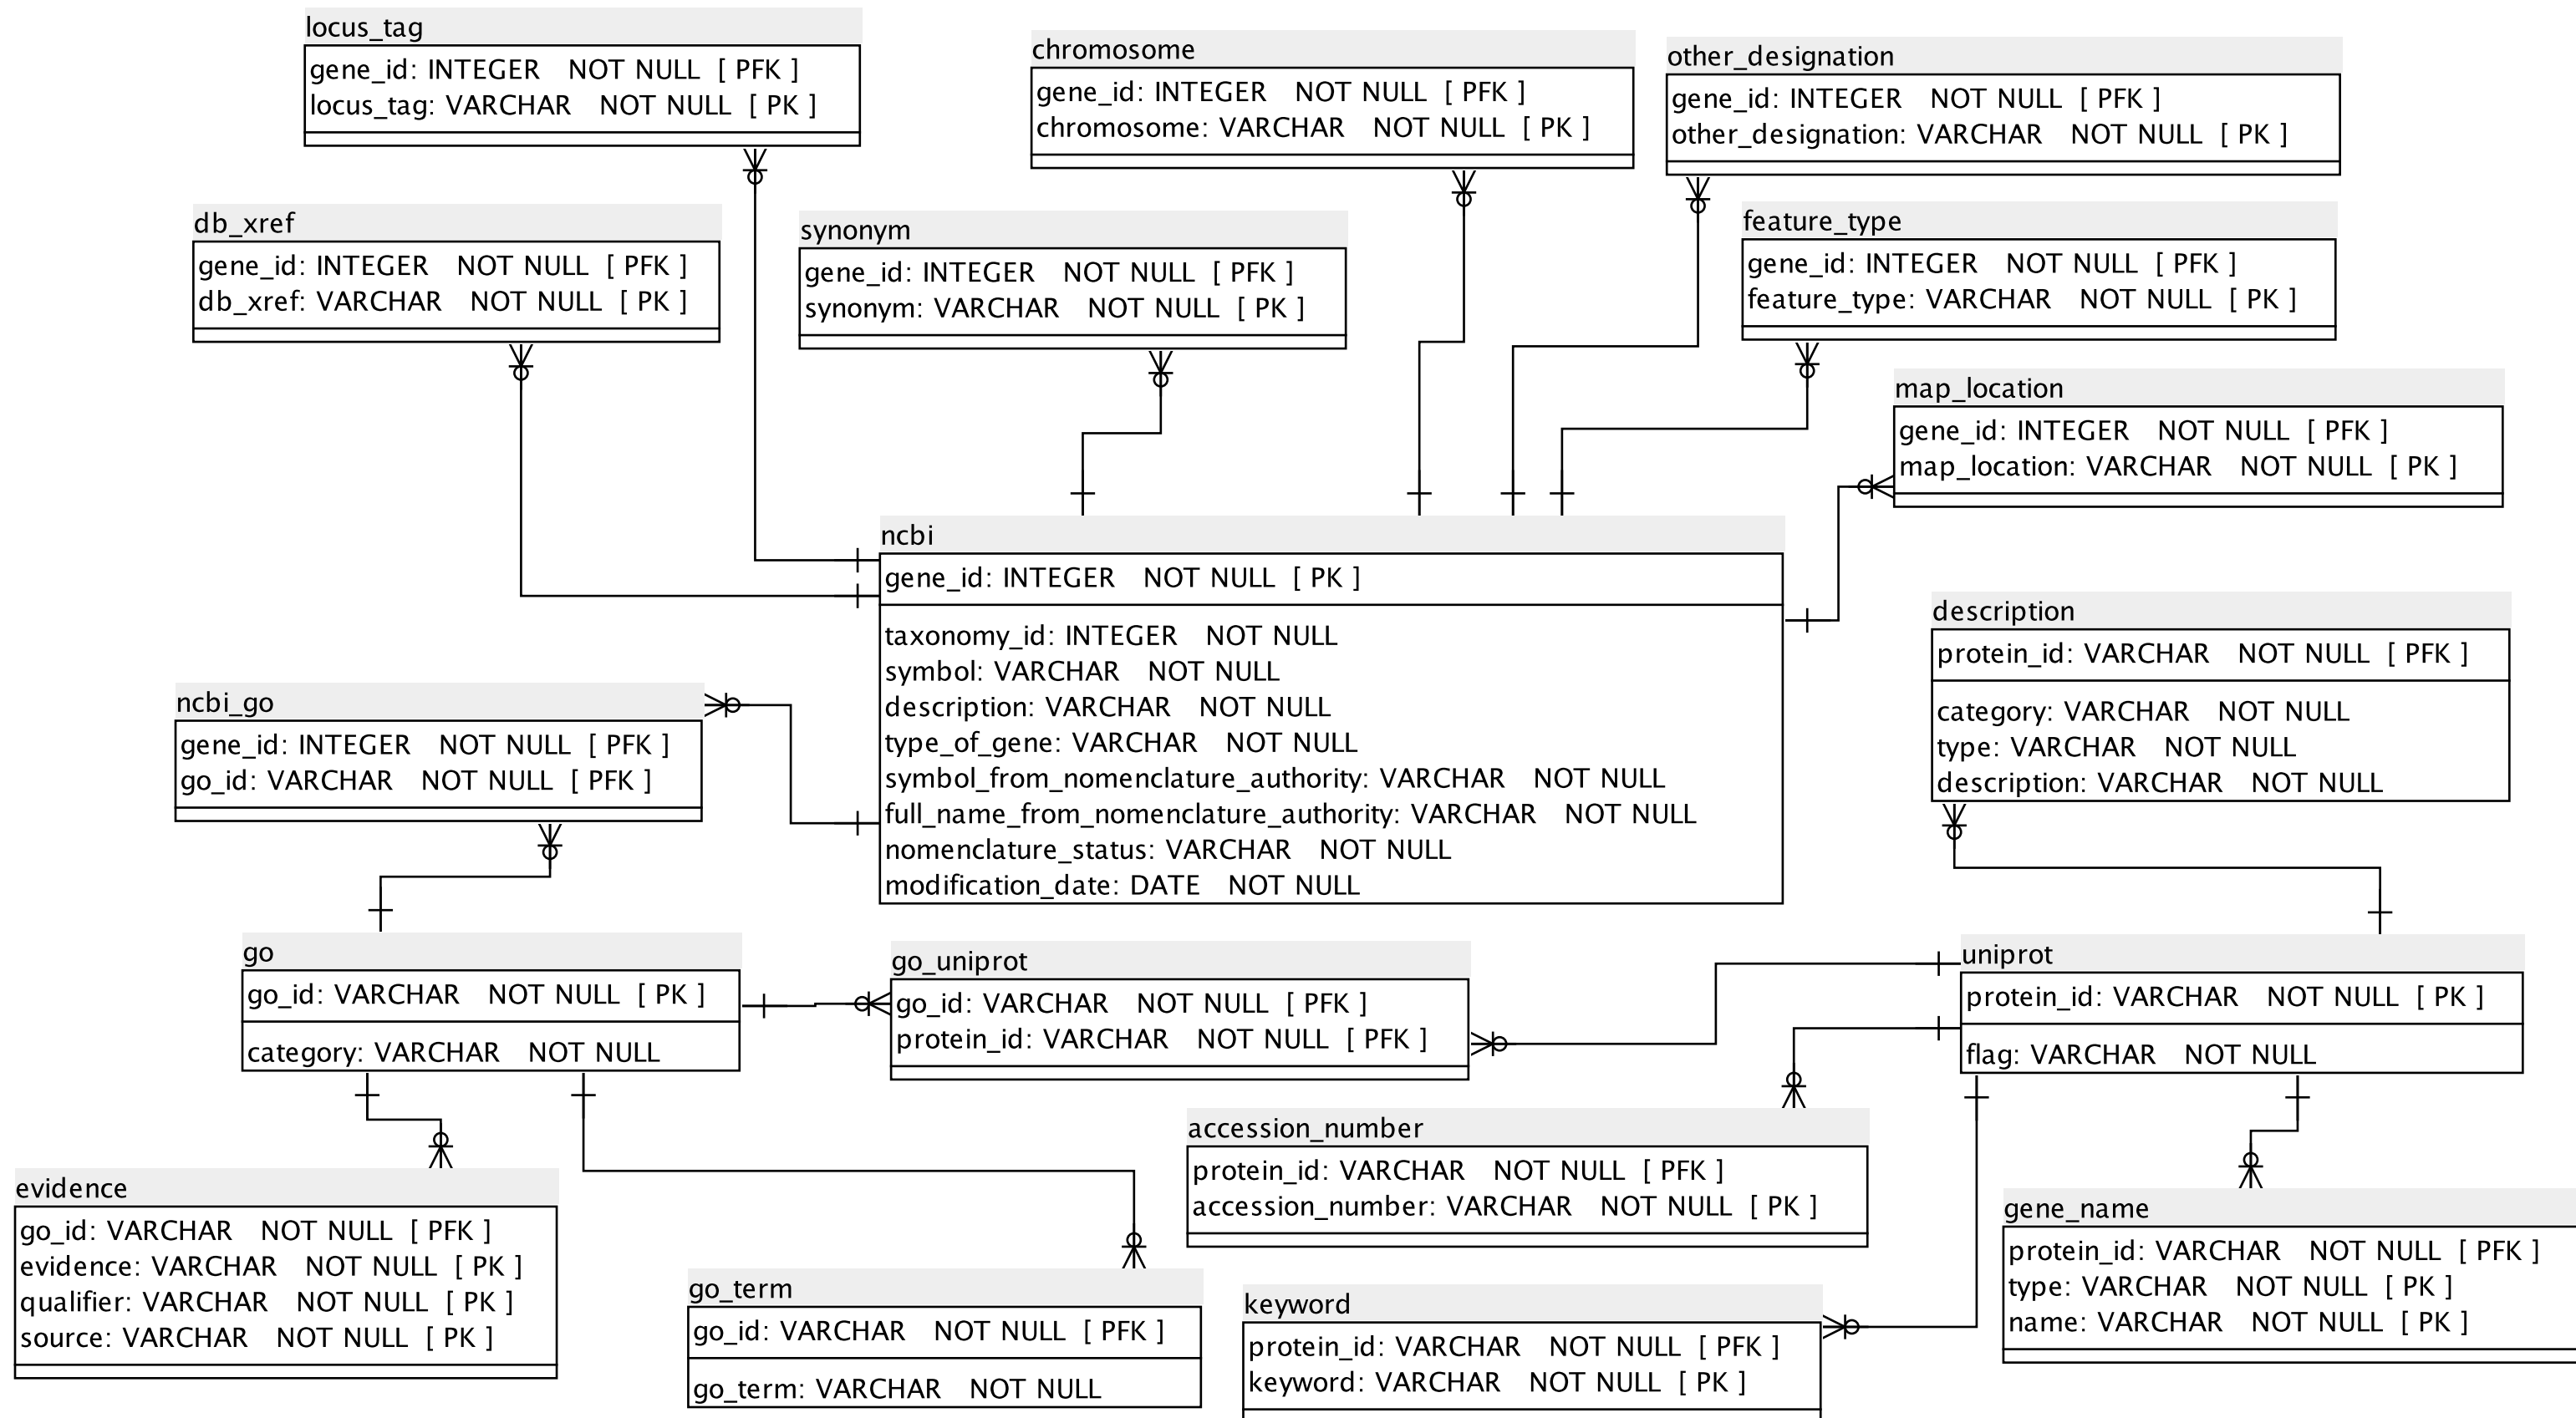 locus_tag
gene_id: INTEGER NOT NULL [ PFK ]
locus_tag: VARCHAR NOT NULL [ PK ]
chromosome
gene_id: INTEGER NOT NULL [ PFK ]
chromosome: VARCHAR NOT NULL [ PK ]
other_designation
gene_id: INTEGER NOT NULL [ PFK ]
other_designation: VARCHAR NOT NULL [ PK ]
db_xref
gene_id: INTEGER NOT NULL [ PFK ]
db_xref: VARCHAR NOT NULL [ PK ]
synonym
gene_id: INTEGER NOT NULL [ PFK ]
synonym: VARCHAR NOT NULL [ PK ]
feature_type
gene_id: INTEGER NOT NULL [ PFK ]
feature_type: VARCHAR NOT NULL [ PK ]
map_location
gene_id: INTEGER NOT NULL [ PFK ]
map_location: VARCHAR NOT NULL [ PK ]
ncbi
gene_id: INTEGER NOT NULL [ PK ]
taxonomy_id: INTEGER NOT NULL
symbol: VARCHAR NOT NULL
description: VARCHAR NOT NULL
type_of_gene: VARCHAR NOT NULL
symbol_from_nomenclature_authority: VARCHAR NOT NULL
full_name_from_nomenclature_authority: VARCHAR NOT NULL
nomenclature_status: VARCHAR NOT NULL
modification_date: DATE NOT NULL
description
protein_id: VARCHAR NOT NULL [ PFK ]
category: VARCHAR NOT NULL
type: VARCHAR NOT NULL
description: VARCHAR NOT NULL
ncbi_go
gene_id: INTEGER NOT NULL [ PFK ]
go_id: VARCHAR NOT NULL [ PFK ]
go
go_id: VARCHAR NOT NULL [ PK ]
category: VARCHAR NOT NULL
go_uniprot
go_id: VARCHAR NOT NULL [ PFK ]
protein_id: VARCHAR NOT NULL [ PFK ]
uniprot
protein_id: VARCHAR NOT NULL [ PK ]
flag: VARCHAR NOT NULL
accession_number
protein_id: VARCHAR NOT NULL [ PFK ]
accession_number: VARCHAR NOT NULL [ PK ]
evidence
go_id: VARCHAR NOT NULL [ PFK ]
evidence: VARCHAR NOT NULL [ PK ]
qualifier: VARCHAR NOT NULL [ PK ]
source: VARCHAR NOT NULL [ PK ]
go_term
go_id: VARCHAR NOT NULL [ PFK ]
go_term: VARCHAR NOT NULL
keyword
protein_id: VARCHAR NOT NULL [ PFK ]
keyword: VARCHAR NOT NULL [ PK ]
gene_name
protein_id: VARCHAR NOT NULL [ PFK ]
type: VARCHAR NOT NULL [ PK ]
name: VARCHAR NOT NULL [ PK ]